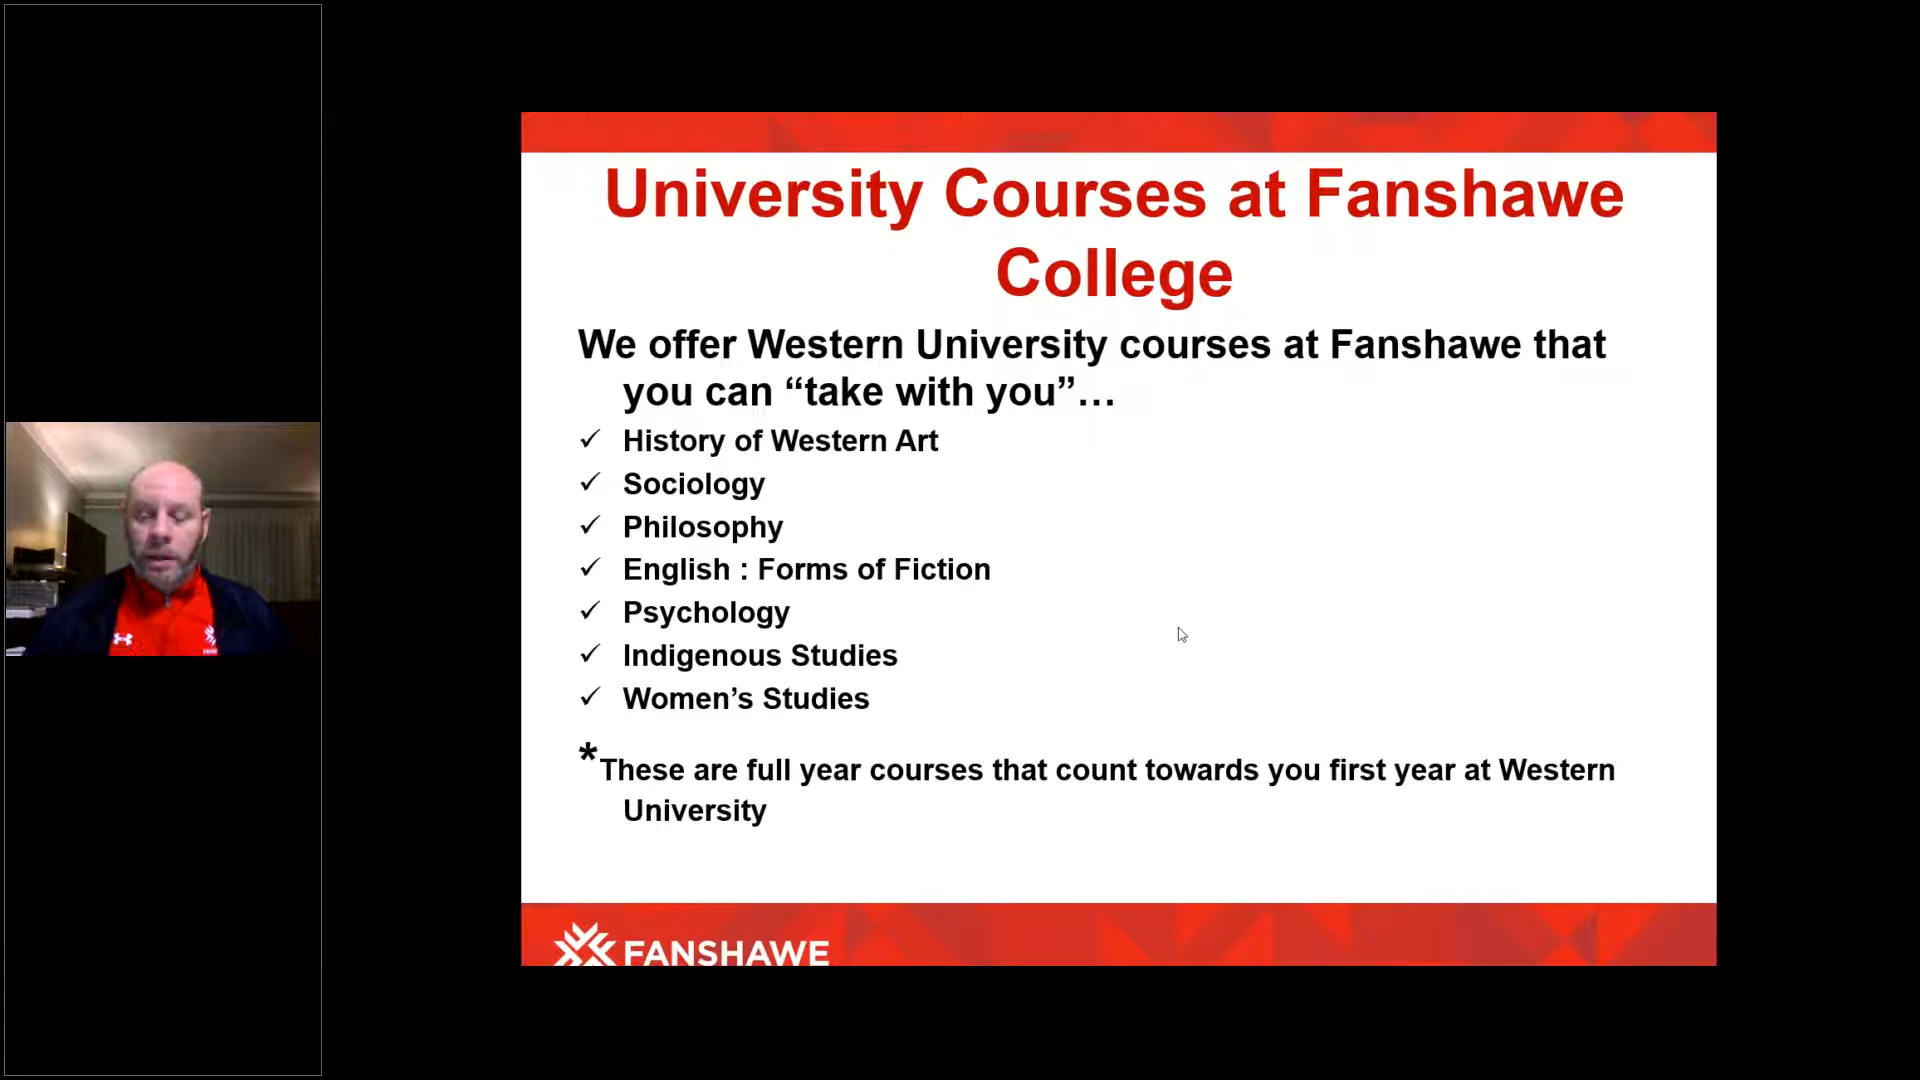 University Courses at Fanshawe
College
We offer Western University courses at Fanshawe that
you can “take with you”…
✓ History of Western Art
✓ Sociology
✓ Philosophy
✓ English : Forms of Fiction
✓ Psychology
✓ Indigenous Studies
✓ Women’s Studies
*These are full year courses that count towards you first year at Western
University
FANSHAWE